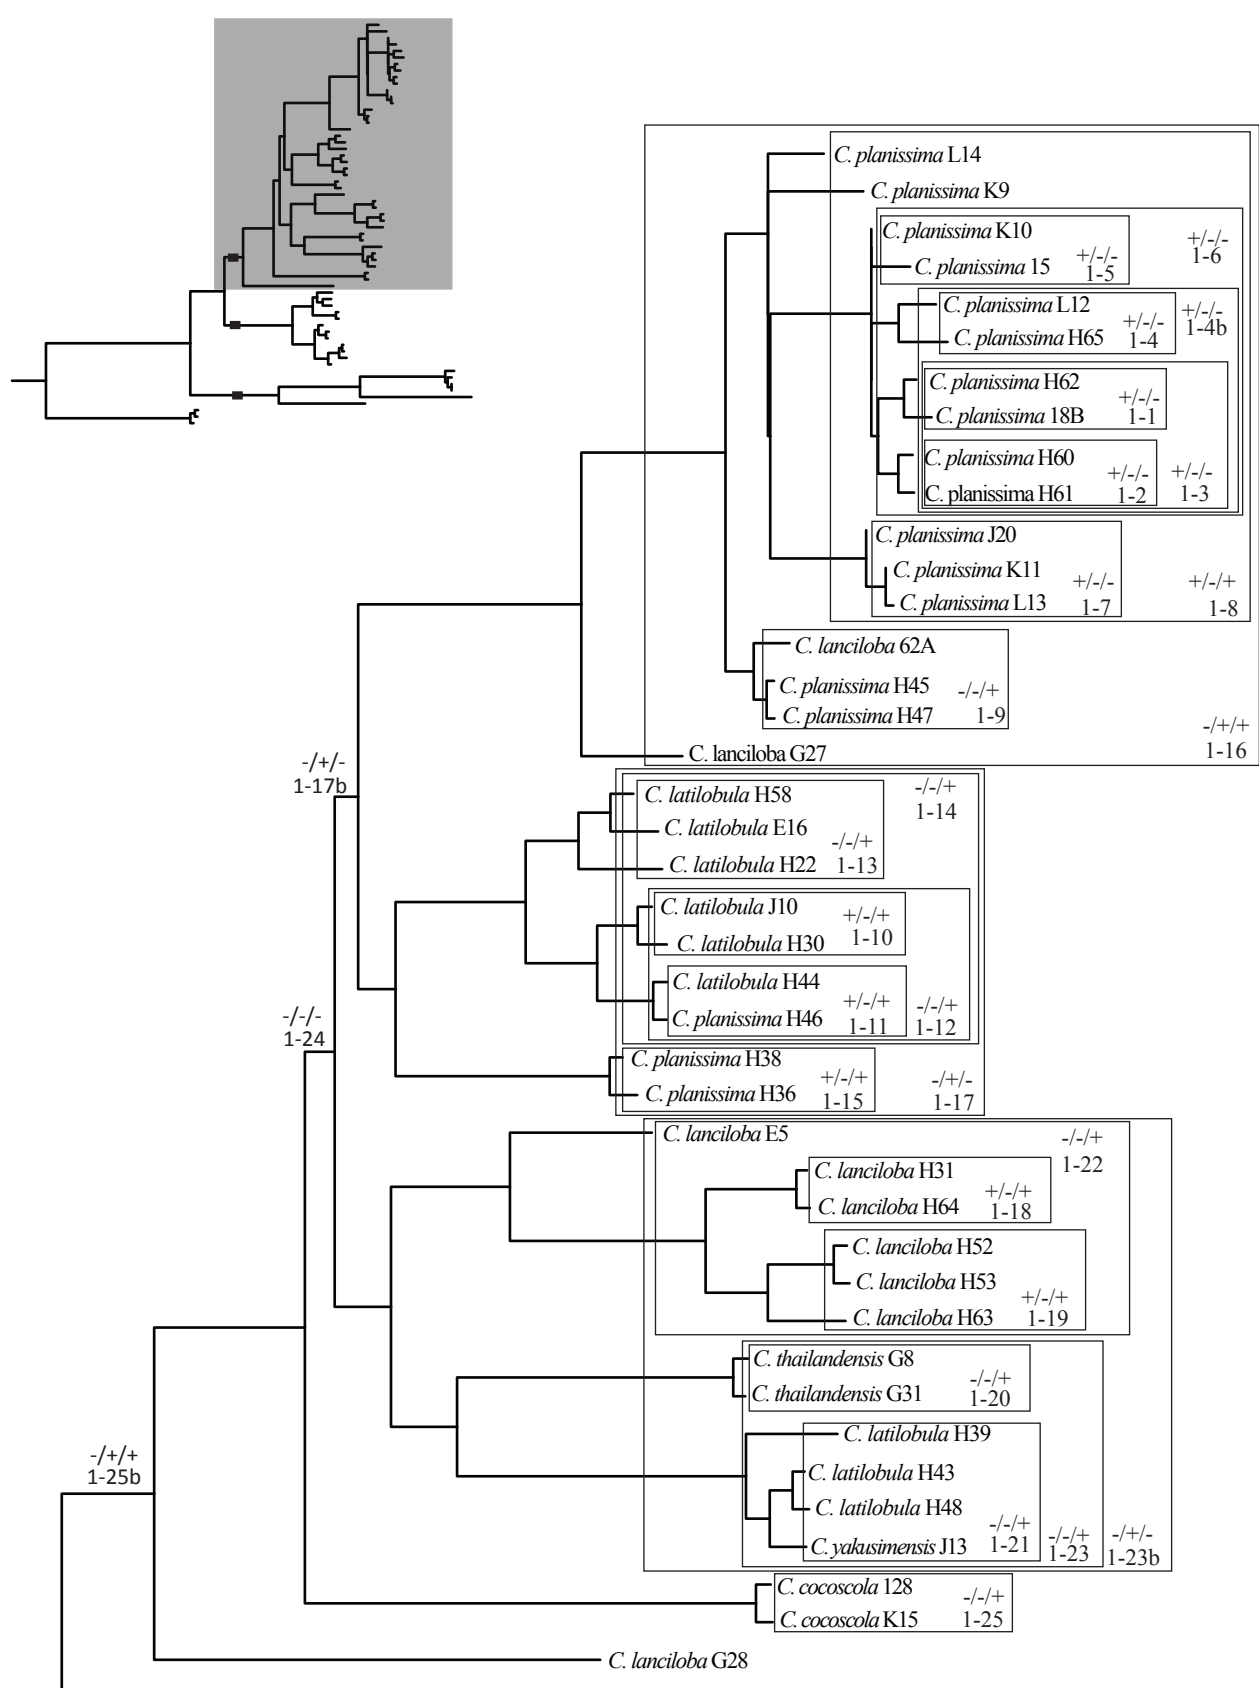 C. planissima L14
C. planissima K9
C. planissima K10
+/-/-
1-6
C. planissima 15
+/-/-
1-5
C. planissima L12
+/-/-
1-4b
C. planissima H65
+/-/-
1-4
C. planissima H62
+/-/-
1-1
C. planissima 18B
C. planissima H60
+/-/-
1-2
+/-/-
1-3
C. planissima H61
C. planissima J20
C. planissima K11
+/-/-
1-7
+/-/+
1-8
C. planissima L13
C. lanciloba 62A
C. planissima H45
-/-/+
1-9
C. planissima H47
-/+/+
1-16
C. lanciloba G27
-/+/-
1-17b
C. latilobula H58
-/-/+
1-14
C. latilobula E16
-/-/+
1-13
C. latilobula H22
C. latilobula J10
+/-/+
1-10
C. latilobula H30
C. latilobula H44
+/-/+
1-11
-/-/+
1-12
C. planissima H46
-/-/-
1-24
C. planissima H38
+/-/+
1-15
-/+/-
1-17
C. planissima H36
C. lanciloba E5
-/-/+
1-22
C. lanciloba H31
+/-/+
1-18
C. lanciloba H64
C. lanciloba H52
C. lanciloba H53
+/-/+
1-19
C. lanciloba H63
C. thailandensis G8
-/-/+
1-20
C. thailandensis G31
C. latilobula H39
C. latilobula H43
C. latilobula H48
-/-/+
1-21
-/-/+
1-23
-/+/-
1-23b
C. yakusimensis J13
-/+/+
1-25b
C. cocoscola 128
-/-/+
1-25
C. cocoscola K15
C. lanciloba G28